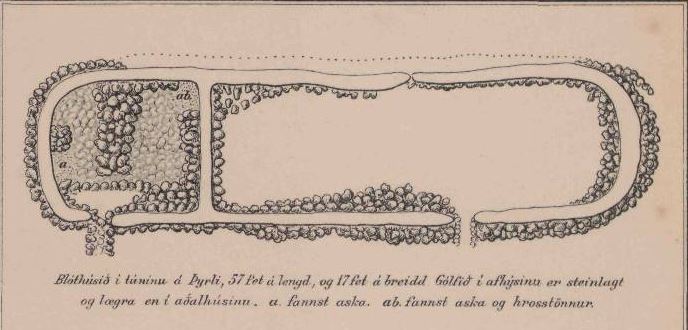 ab.
a.
Blóthúsið í túninu á Þyrli, 57 fet á lengd, og 17 fet á breidd Gólfið í afhýsinu er steinlagt
og lægra en í aðalhúsinu. a. fannst aska. ab. fannst aska og hrosstönnur.